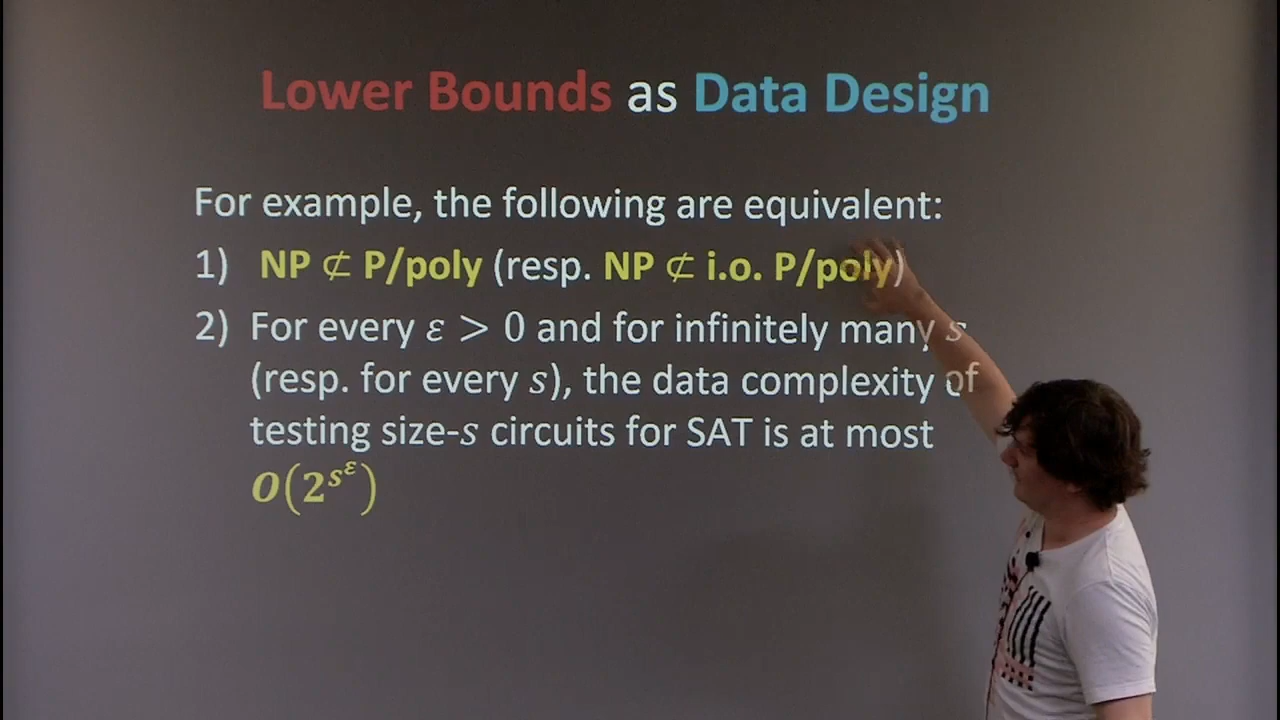 Lower Bounds as Data Design
For example, the following are equivalent:
1) NP ⊄ P/poly (resp. NP ⊄ i.o. P/poly)
2) For every ε > 0 and for infinitely many s
(resp. for every s), the data complexity of
testing size-s circuits for SAT is at most
O(2^{s^ε})